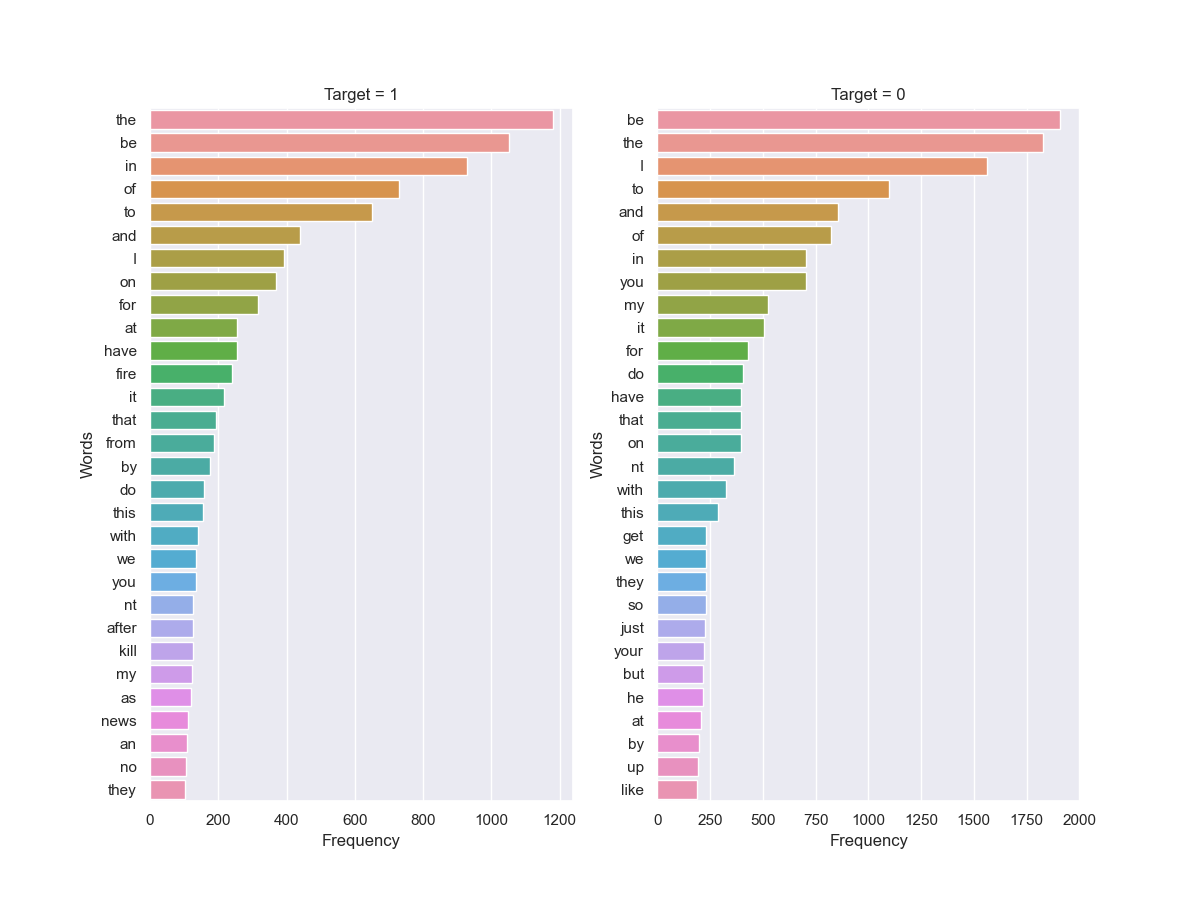 Target = 1
the
be
in
of
to
and
I
on
for
at
have
fire
it
that
from
by
do
this
with
we
you
nt
after
kill
my
as
news
an
no
they
Words
0 200 400 600 800 1000 1200
Frequency
Target = 0
be
the
I
to
and
of
in
you
my
it
for
do
have
that
on
nt
with
this
get
we
they
so
just
your
but
he
at
by
up
like
Words
0 250 500 750 1000 1250 1500 1750 2000
Frequency